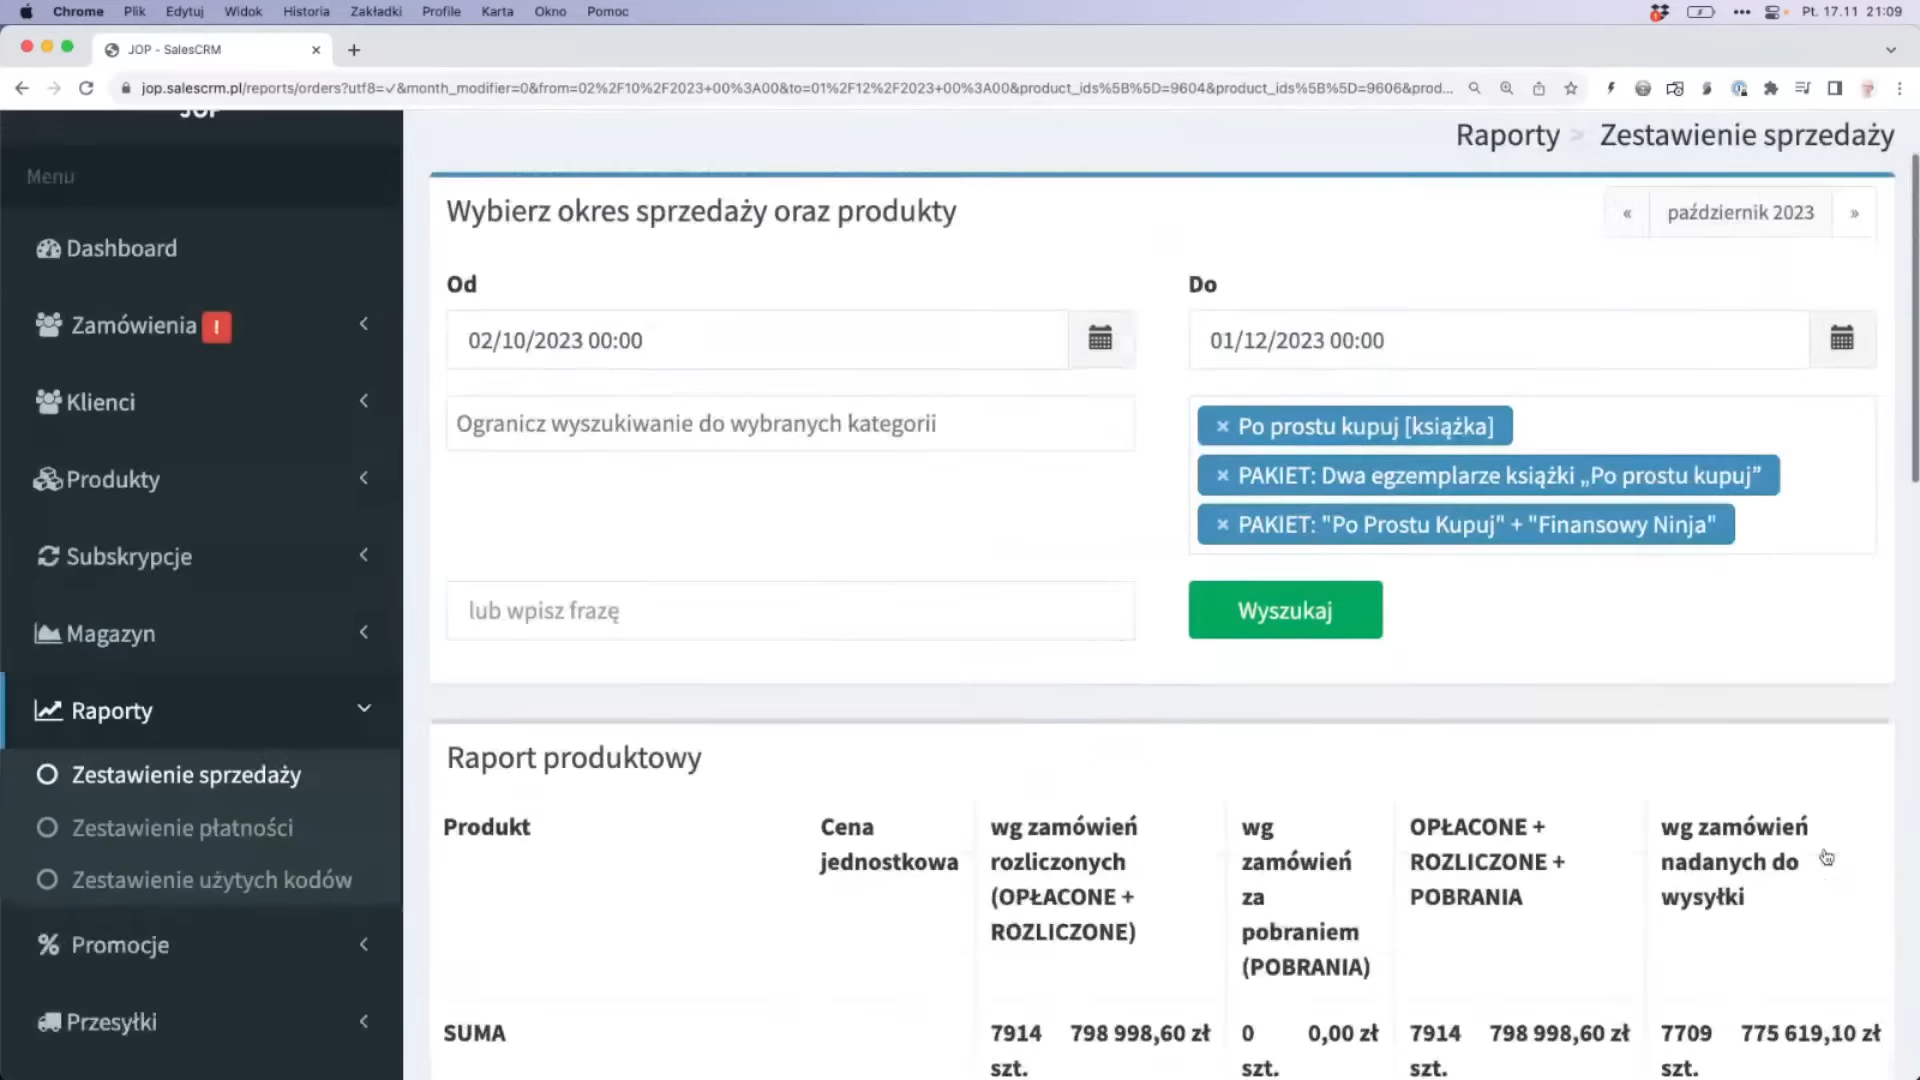 Chrome Plik Edytuj Widok Historia Zakładki Profile Karta Okno Pomoc Pt. 17.11 21:09
JOP - SalesCRM
jop.salescrm.pl/reports/orders?utf8=✓&month_modifier=0&from=02%2F10%2F2023+00%3A00&to=01%2F12%2F2023+00%3A00&product_ids%5B%5D=9604&product_ids%5B%5D=9606&prod...
JOP
Menu
Dashboard
Zamówienia !
Klienci
Produkty
Subskrypcje
Magazyn
Raporty
Zestawienie sprzedaży
Zestawienie płatności
Zestawienie użytych kodów
Promocje
Przesyłki
Raporty > Zestawienie sprzedaży
Wybierz okres sprzedaży oraz produkty
« październik 2023 »
Od
Do
02/10/2023 00:00
01/12/2023 00:00
Ogranicz wyszukiwanie do wybranych kategorii
× Po prostu kupuj [książka]
× PAKIET: Dwa egzemplarze książki „Po prostu kupuj”
× PAKIET: "Po Prostu Kupuj" + "Finansowy Ninja"
lub wpisz frazę
Wyszukaj
Raport produktowy
Produkt
Cena
jednostkowa
wg zamówień
rozliczonych
(OPŁACONE +
ROZLICZONE)
wg
zamówień
za
pobraniem
(POBRANIA)
OPŁACONE +
ROZLICZONE +
POBRANIA
wg zamówień
nadanych do
wysyłki
SUMA
7914 798 998,60 zł
szt.
0 0,00 zł
szt.
7914 798 998,60 zł
szt.
7709 775 619,10 zł
szt.